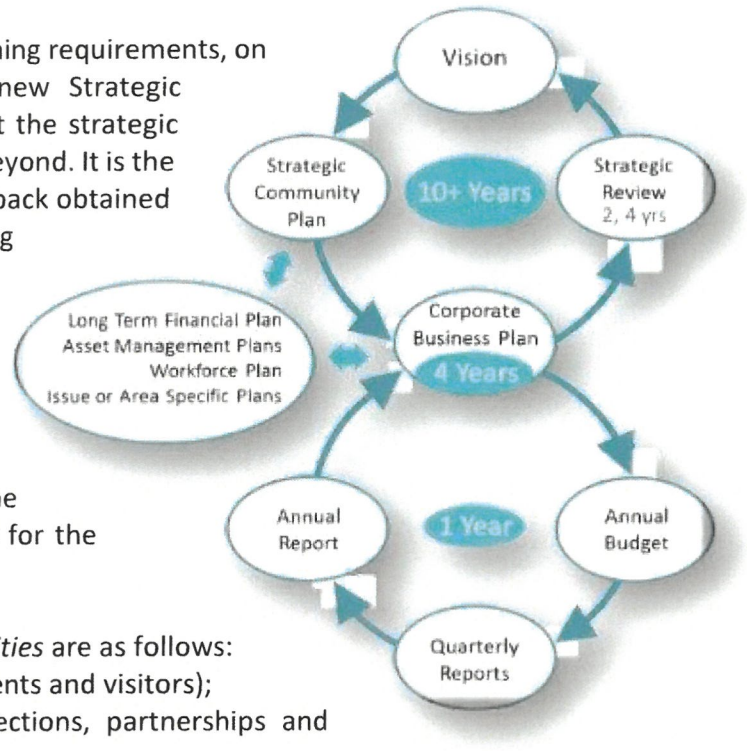 ning requirements, on
new Strategic
t the strategic
eyond. It is the
back obtained
g
ne
for the
ities are as follows:
ents and visitors);
ections, partnerships and
Vision
Strategic
Community
Plan
10+ Years
Strategic
Review
2, 4 yrs
Long Term Financial Plan
Asset Management Plans
Workforce Plan
Issue or Area Specific Plans
Corporate
Business Plan
4 Years
Annual
Report
1 Year
Annual
Budget
Quarterly
Reports